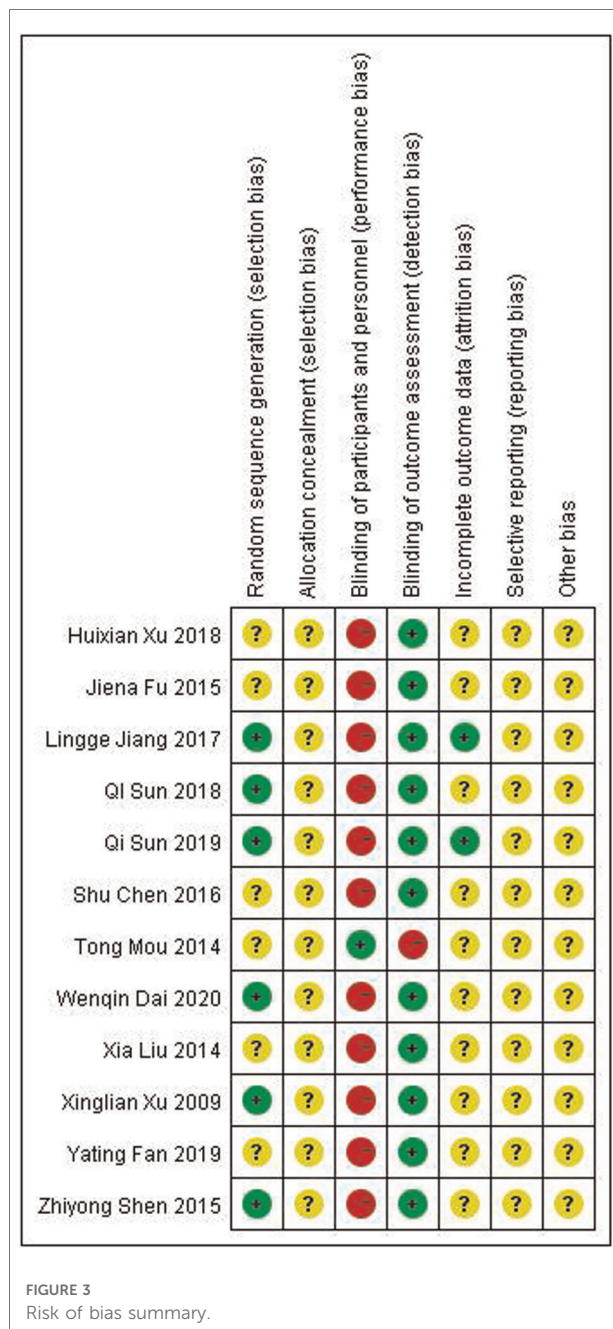 Random sequence generation (selection bias)
Allocation concealment (selection bias)
Blinding of participants and personnel (performance bias)
Blinding of outcome assessment (detection bias)
Incomplete outcome data (attrition bias)
Selective reporting (reporting bias)
Other bias
Huixian Xu 2018 ? ? - + ? ? ?
Jiena Fu 2015 ? ? - + ? ? ?
Lingge Jiang 2017 + ? - + + ? ?
QI Sun 2018 + ? - + ? ? ?
Qi Sun 2019 + ? - + + ? ?
Shu Chen 2016 ? ? - + ? ? ?
Tong Mou 2014 ? ? + - ? ? ?
Wenqin Dai 2020 + ? - + ? ? ?
Xia Liu 2014 ? ? - + ? ? ?
Xinglian Xu 2009 + ? - + ? ? ?
Yating Fan 2019 ? ? - + ? ? ?
Zhiyong Shen 2015 + ? - + ? ? ?
FIGURE 3
Risk of bias summary.